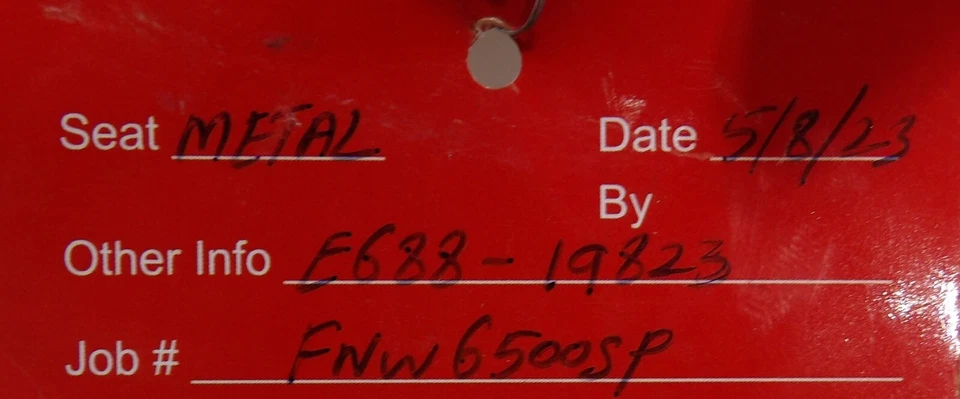 Seat METAL Date 5/8/23
By
Other Info E688-19823
Job # FNW6500SP